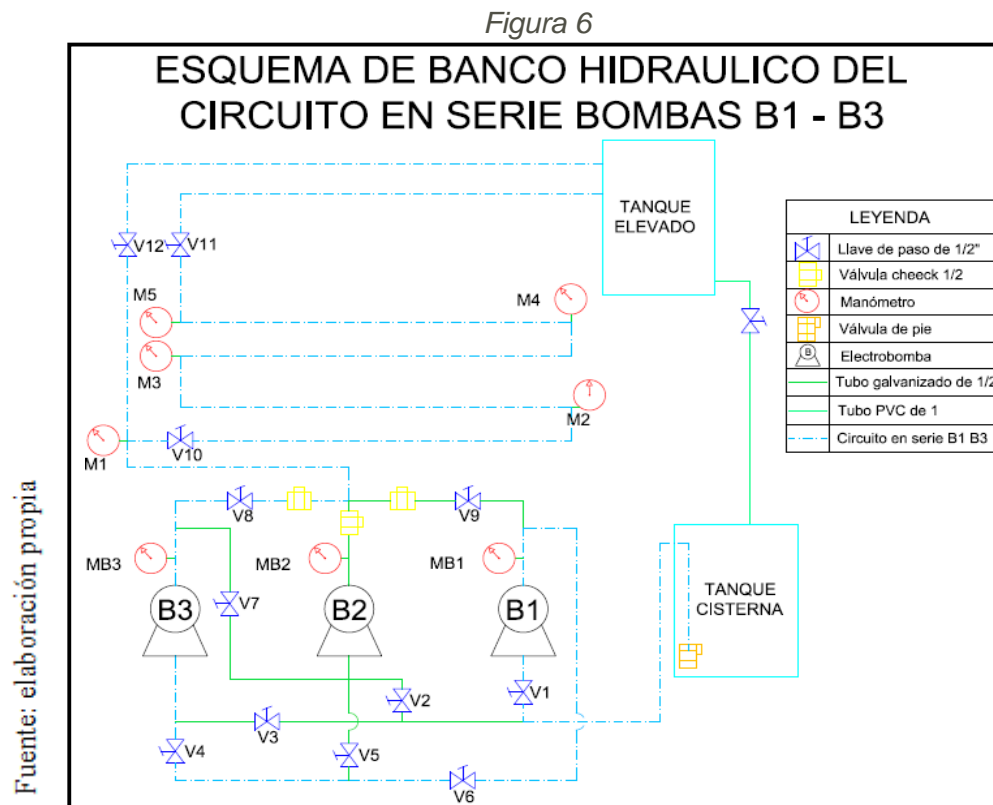 Figura 6
ESQUEMA DE BANCO HIDRAULICO DEL
CIRCUITO EN SERIE BOMBAS B1 - B3
TANQUE
ELEVADO
LEYENDA
Llave de paso de 1/2"
Válvula cheeck 1/2
Manómetro
Válvula de pie
B
Electrobomba
Tubo galvanizado de 1/2
Tubo PVC de 1
Circuito en serie B1 B3
V12
V11
M5
M4
M3
M2
M1
V10
V8
V9
MB3
MB2
MB1
B3
B2
B1
V7
TANQUE
CISTERNA
V2
V1
V3
V4
V5
V6
Fuente: elaboración propia